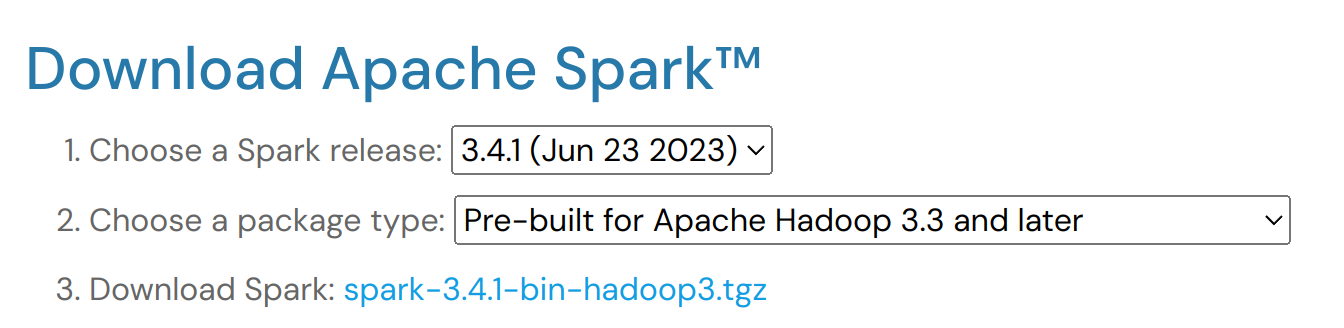 Download Apache Spark™
1. Choose a Spark release: 3.4.1 (Jun 23 2023)
2. Choose a package type: Pre-built for Apache Hadoop 3.3 and later
3. Download Spark: spark-3.4.1-bin-hadoop3.tgz